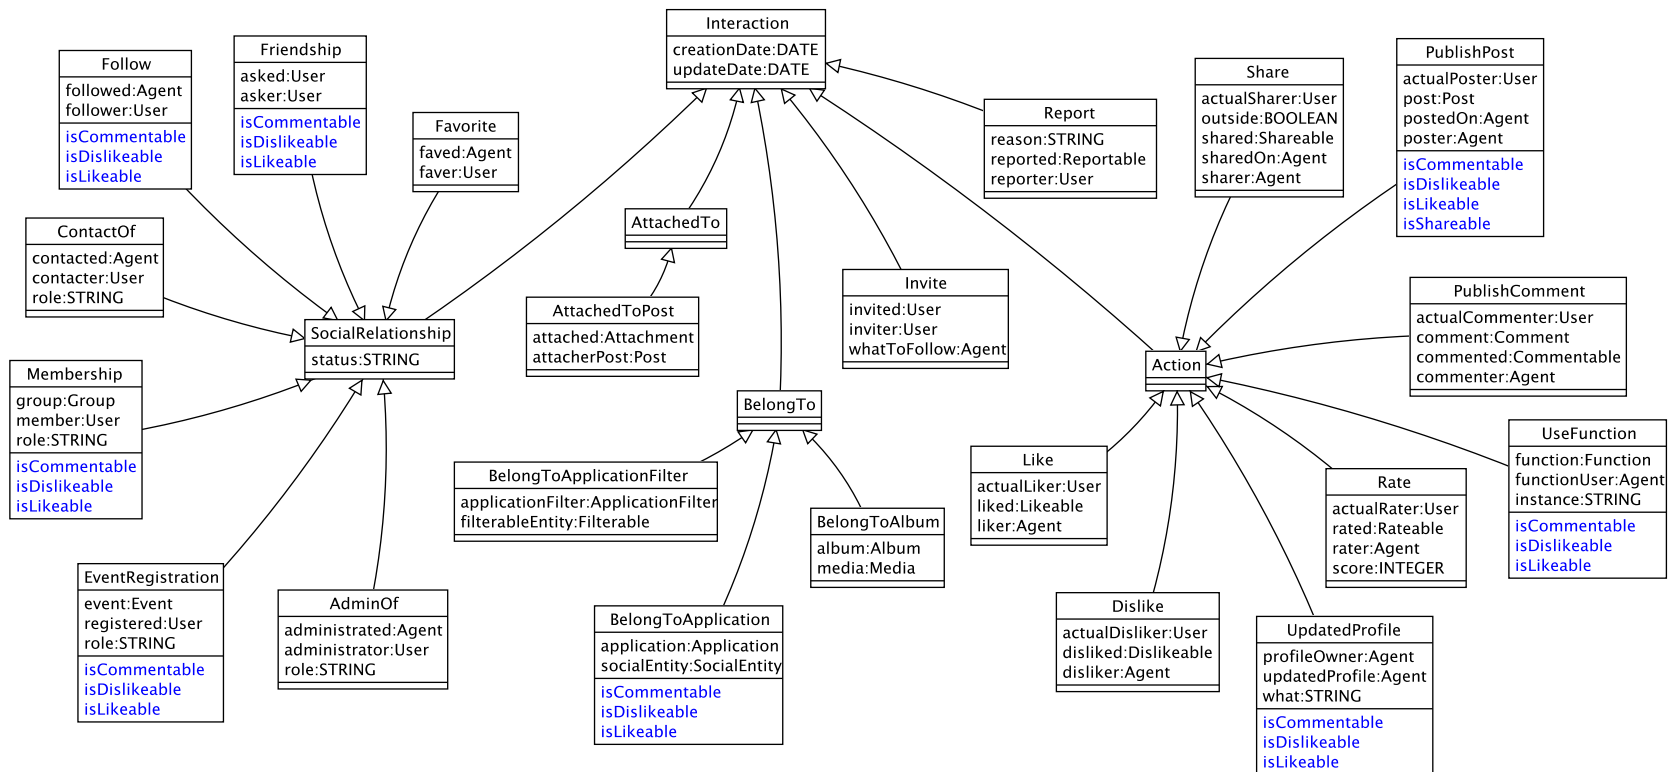 Interaction
creationDate:DATE
updateDate:DATE
Follow
followed:Agent
follower:User
isCommentable
isDislikeable
isLikeable
Friendship
asked:User
asker:User
isCommentable
isDislikeable
isLikeable
Favorite
faved:Agent
faver:User
Report
reason:STRING
reported:Reportable
reporter:User
Share
actualSharer:User
outside:BOOLEAN
shared:Shareable
sharedOn:Agent
sharer:Agent
PublishPost
actualPoster:User
post:Post
postedOn:Agent
poster:Agent
isCommentable
isDislikeable
isLikeable
isShareable
ContactOf
contacted:Agent
contacter:User
role:STRING
AttachedTo
AttachedToPost
attached:Attachment
attacherPost:Post
Invite
invited:User
inviter:User
whatToFollow:Agent
PublishComment
actualCommenter:User
comment:Comment
commented:Commentable
commenter:Agent
SocialRelationship
status:STRING
Action
Membership
group:Group
member:User
role:STRING
isCommentable
isDislikeable
isLikeable
BelongTo
BelongToApplicationFilter
applicationFilter:ApplicationFilter
filterableEntity:Filterable
BelongToAlbum
album:Album
media:Media
Like
actualLiker:User
liked:Likeable
liker:Agent
Rate
actualRater:User
rated:Rateable
rater:Agent
score:INTEGER
UseFunction
function:Function
functionUser:Agent
instance:STRING
isCommentable
isDislikeable
isLikeable
EventRegistration
event:Event
registered:User
role:STRING
isCommentable
isDislikeable
isLikeable
AdminOf
administrated:Agent
administrator:User
role:STRING
BelongToApplication
application:Application
socialEntity:SocialEntity
isCommentable
isDislikeable
isLikeable
Dislike
actualDisliker:User
disliked:Dislikeable
disliker:Agent
UpdatedProfile
profileOwner:Agent
updatedProfile:Agent
what:STRING
isCommentable
isDislikeable
isLikeable